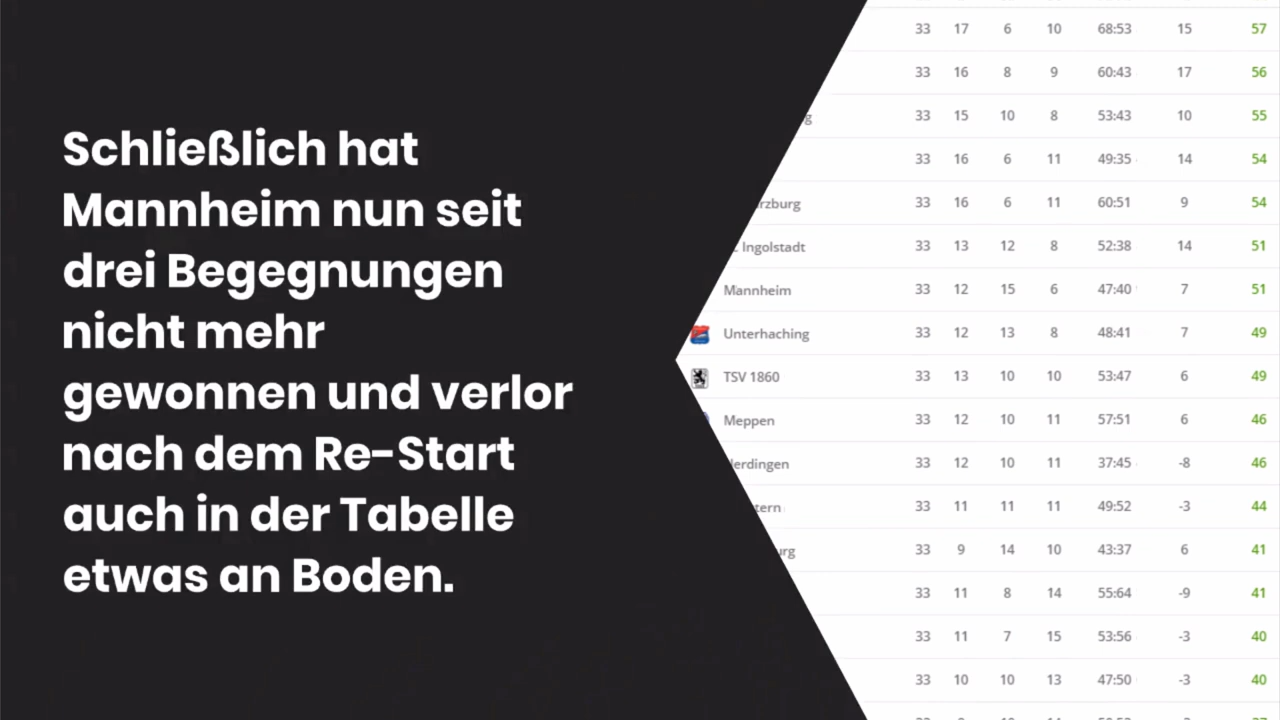 Schließlich hat
Mannheim nun seit
drei Begegnungen
nicht mehr
gewonnen und verlor
nach dem Re-Start
auch in der Tabelle
etwas an Boden.
33 17 6 10 68:53 15 57
33 16 8 9 60:43 17 56
33 15 10 8 53:43 10 55
33 16 6 11 49:35 14 54
33 16 6 11 60:51 9 54
Ingolstadt 33 13 12 8 52:38 14 51
Mannheim 33 12 15 6 47:40 7 51
Unterhaching 33 12 13 8 48:41 7 49
TSV 1860 33 13 10 10 53:47 6 49
Meppen 33 12 10 11 57:51 6 46
33 12 10 11 37:45 -8 46
33 11 11 11 49:52 -3 44
33 9 14 10 43:37 6 41
33 11 8 14 55:64 -9 41
33 11 7 15 53:56 -3 40
33 10 10 13 47:50 -3 40